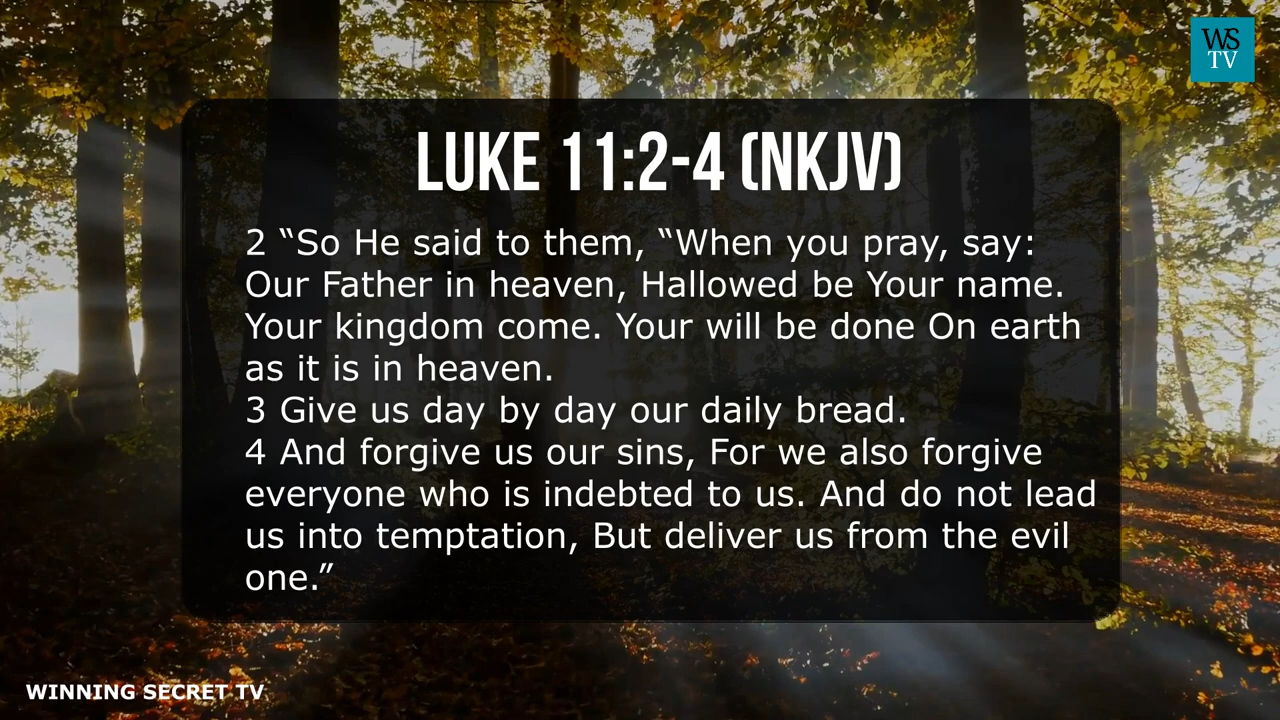 WS
TV
LUKE 11:2-4 (NKJV)
2 “So He said to them, “When you pray, say:
Our Father in heaven, Hallowed be Your name.
Your kingdom come. Your will be done On earth
as it is in heaven.
3 Give us day by day our daily bread.
4 And forgive us our sins, For we also forgive
everyone who is indebted to us. And do not lead
us into temptation, But deliver us from the evil
one.”
WINNING SECRET TV